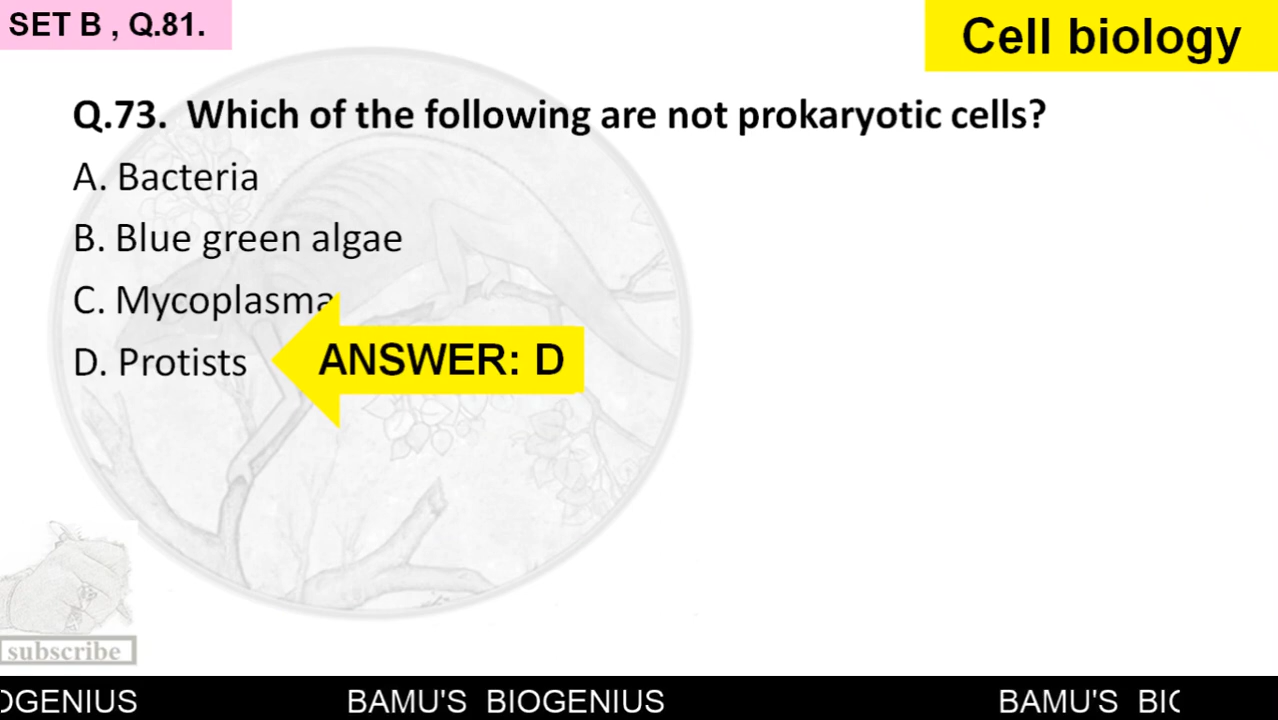 SET B , Q.81.
Cell biology
Q.73. Which of the following are not prokaryotic cells?
A. Bacteria
B. Blue green algae
C. Mycoplasma
D. Protists
ANSWER: D
subscribe
OGENIUS BAMU'S BIOGENIUS BAMU'S BIC